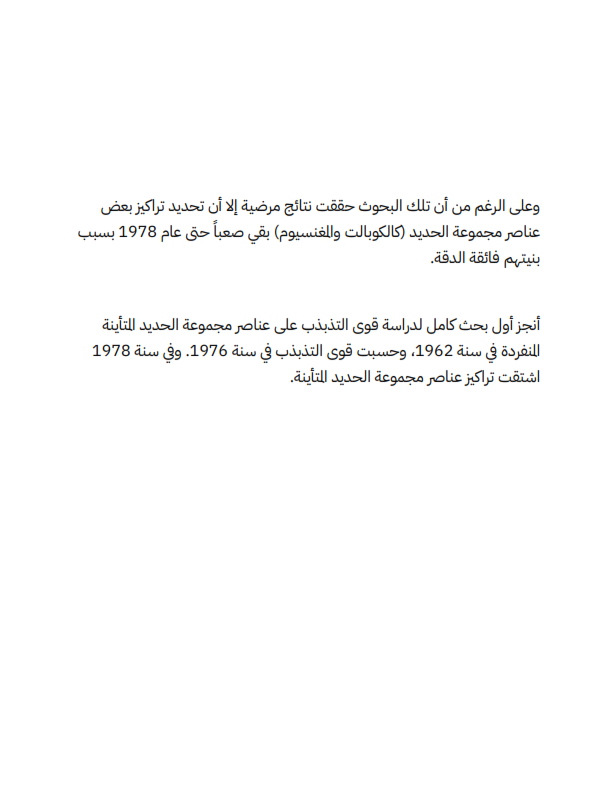 وعلى الرغم من أن تلك البحوث حققت نتائج مرضية إلا أن تحديد تراكيز بعض
عناصر مجموعة الحديد (كالكوبالت والمغنسيوم) بقي صعباً حتى عام 1978 بسبب
بنيتهم فائقة الدقة.
أنجز أول بحث كامل لدراسة قوى التذبذب على عناصر مجموعة الحديد المتأينة
المنفردة في سنة 1962، وحسبت قوى التذبذب في سنة 1976. وفي سنة 1978
اشتقت تراكيز عناصر مجموعة الحديد المتأينة.